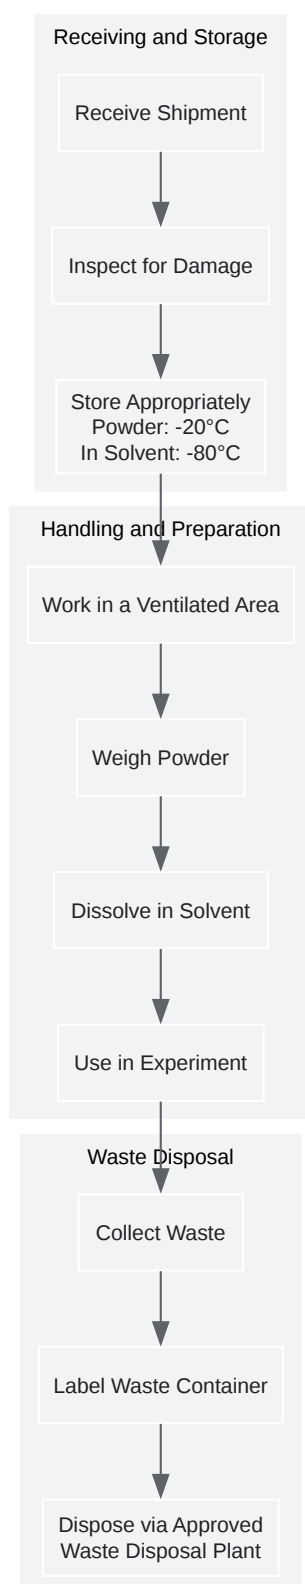 Receiving and Storage
Receive Shipment
Inspect for Damage
Store Appropriately
Powder: -20°C
In Solvent: -80°C
Handling and Preparation
Work in a Ventilated Area
Weigh Powder
Dissolve in Solvent
Use in Experiment
Waste Disposal
Collect Waste
Label Waste Container
Dispose via Approved
Waste Disposal Plant